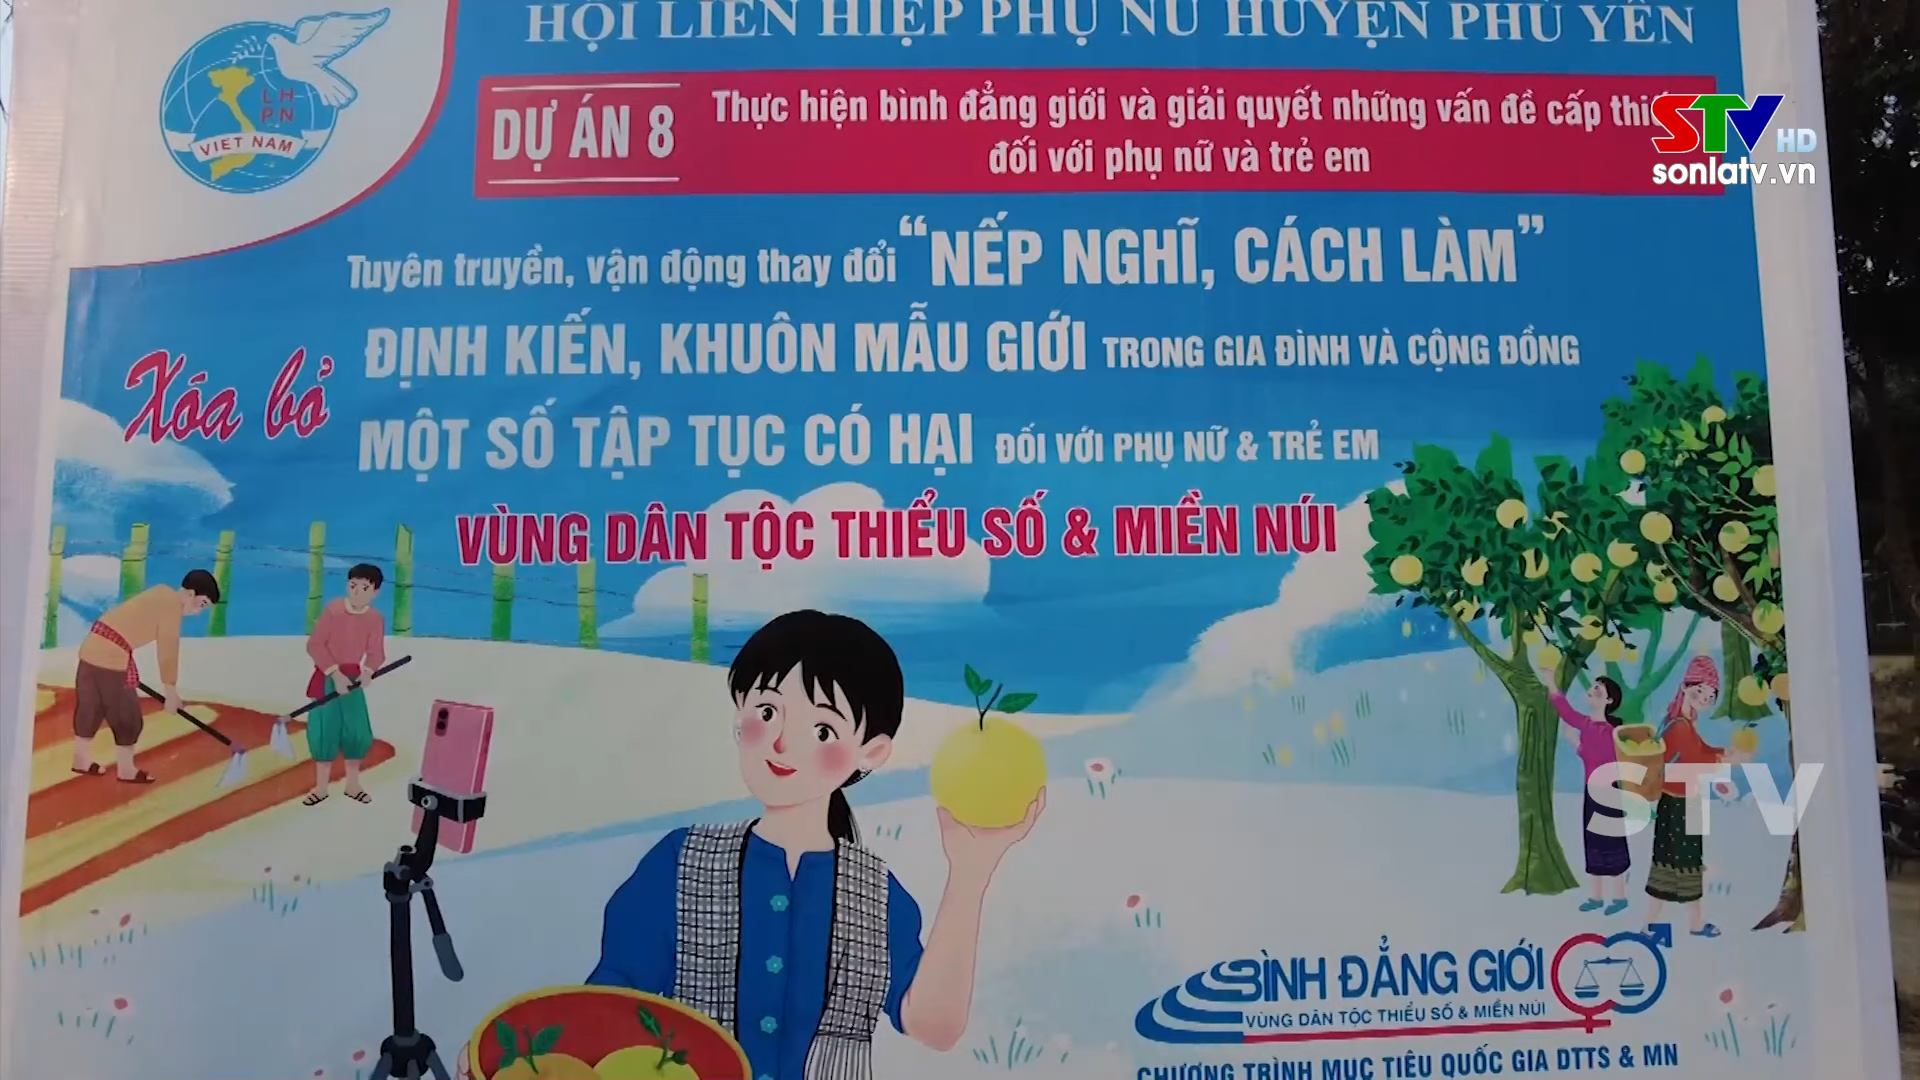 HỘI LIÊN HIỆP PHỤ NỮ HUYỆN PHÙ YÊN
LH
PN
VIET NAM
DỰ ÁN 8
Thực hiện bình đẳng giới và giải quyết những vấn đề cấp
đối với phụ nữ và trẻ em
STV HD
sonlatv.vn
Tuyên truyền, vận động thay đổi “NẾP NGHĨ, CÁCH LÀM”
Xóa bỏ
ĐỊNH KIẾN, KHUÔN MẪU GIỚI TRONG GIA ĐÌNH VÀ CỘNG ĐỒNG
MỘT SỐ TẬP TỤC CÓ HẠI ĐỐI VỚI PHỤ NỮ & TRẺ EM
VÙNG DÂN TỘC THIỂU SỐ & MIỀN NÚI
STV
BÌNH ĐẲNG GIỚI
VÙNG DÂN TỘC THIỂU SỐ & MIỀN NÚI
CHƯƠNG TRÌNH MỤC TIÊU QUỐC GIA DTTS & MN